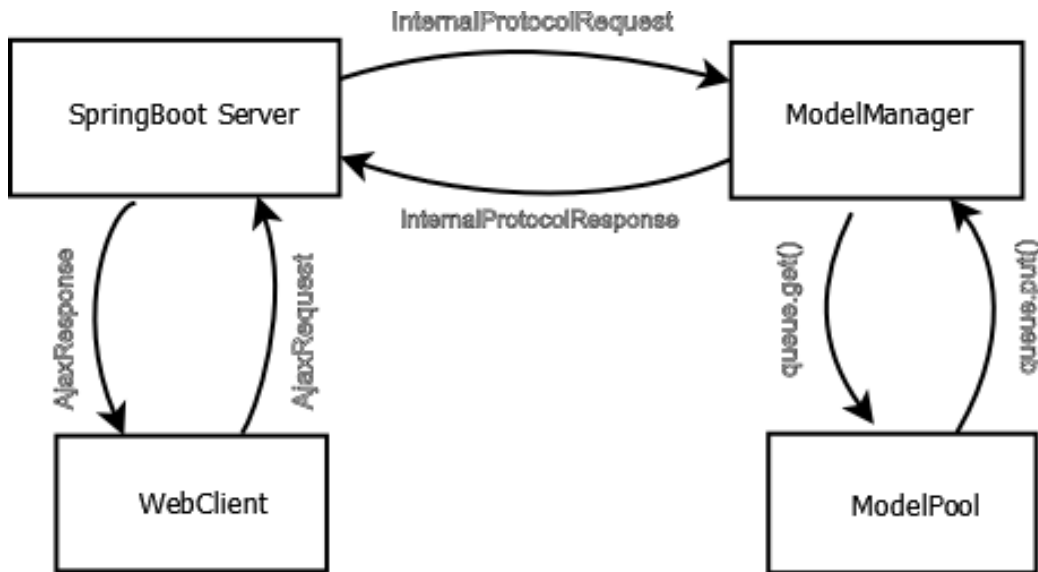 InternalProtocolRequest
SpringBoot Server
ModelManager
InternalProtocolResponse
AjaxResponse
AjaxRequest
queue.get()
queue.put()
WebClient
ModelPool